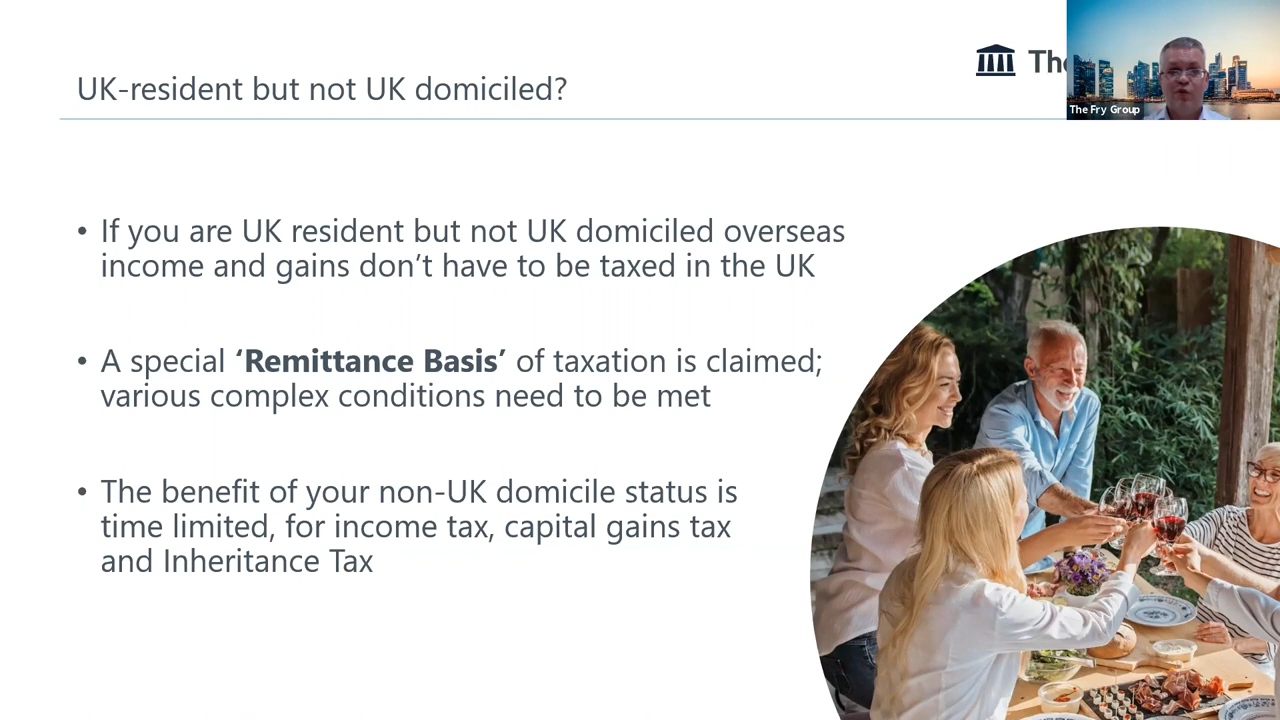 UK-resident but not UK domiciled?
The Fry Group
• If you are UK resident but not UK domiciled overseas
income and gains don’t have to be taxed in the UK
• A special ‘Remittance Basis’ of taxation is claimed;
various complex conditions need to be met
• The benefit of your non-UK domicile status is
time limited, for income tax, capital gains tax
and Inheritance Tax